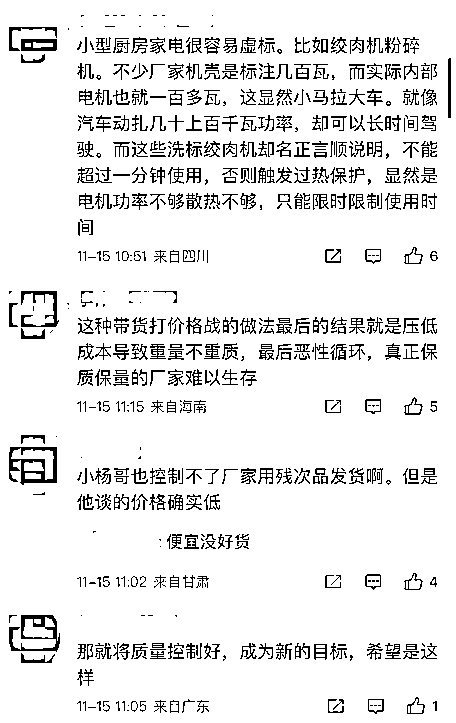 小型厨房家电很容易虚标。比如绞肉机粉碎
机。不少厂家机壳是标注几百瓦，而实际内部
电机也就一百多瓦，这显然小马拉大车。就像
汽车动扎几十上百千瓦功率，却可以长时间驾
驶。而这些洗标绞肉机却名正言顺说明，不能
超过一分钟使用，否则触发过热保护，显然是
电机功率不够散热不够，只能限时限制使用时
间
11-15 10:51 来自四川 6
这种带货打价格战的做法最后的结果就是压低
成本导致重量不重质，最后恶性循环，真正保
质保量的厂家难以生存
11-15 11:15 来自海南 5
小杨哥也控制不了厂家用残次品发货啊。但是
他谈的价格确实低
:便宜没好货
11-15 11:02 来自甘肃 4
那就将质量控制好，成为新的目标，希望是这
样
11-15 11:05 来自广东 1